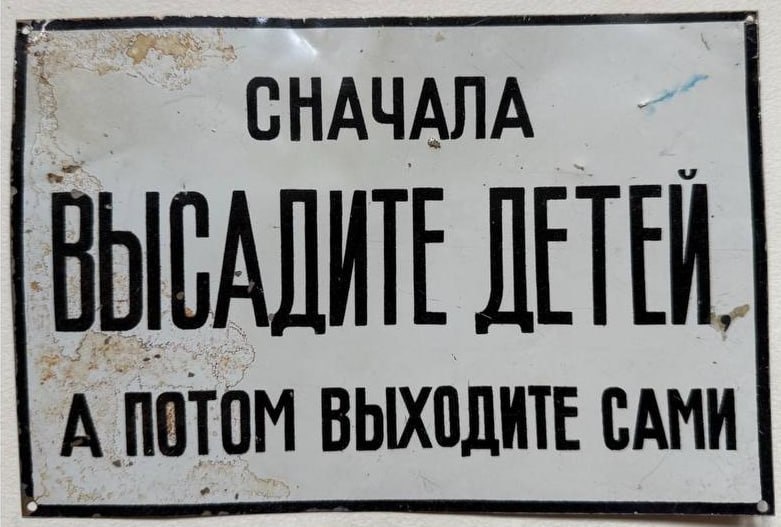 СНАЧАЛА
ВЫСАДИТЕ ДЕТЕЙ,
А ПОТОМ ВЫХОДИТЕ САМИ